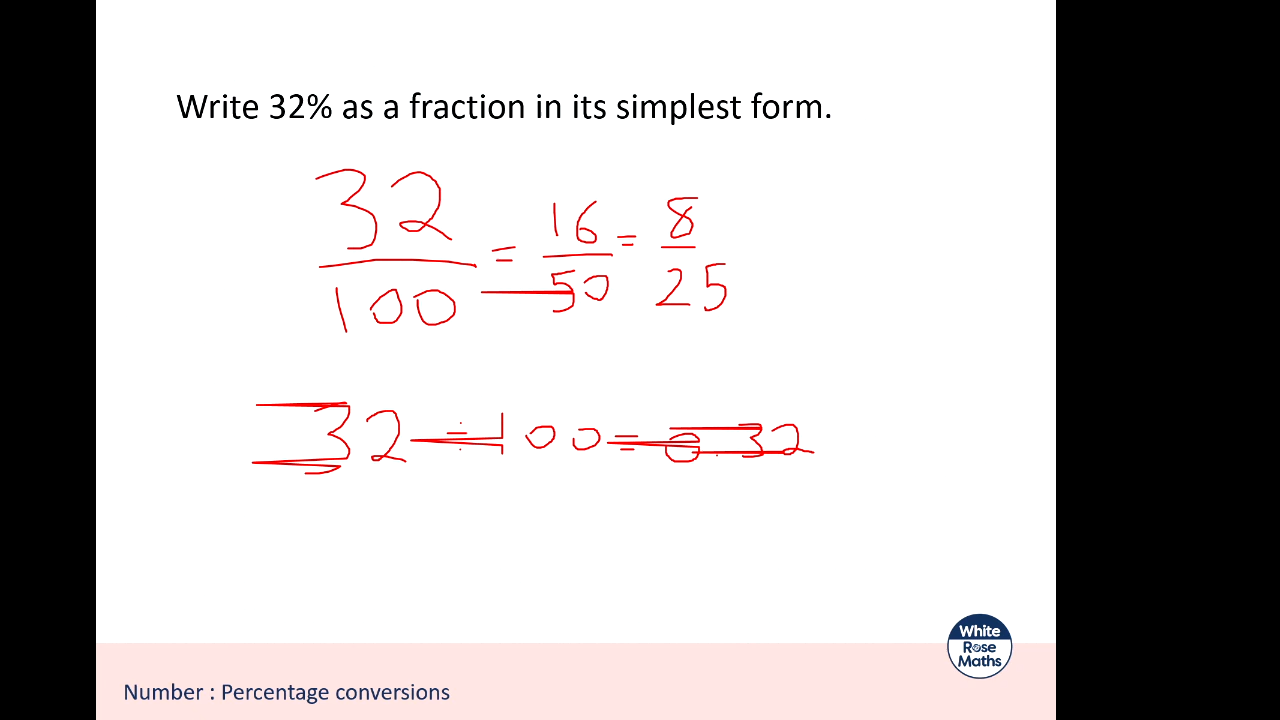 Write 32% as a fraction in its simplest form.
32/100 = 16/50 = 8/25
32 ÷ 100 = 0.32
White
Rose
Maths
Number : Percentage conversions